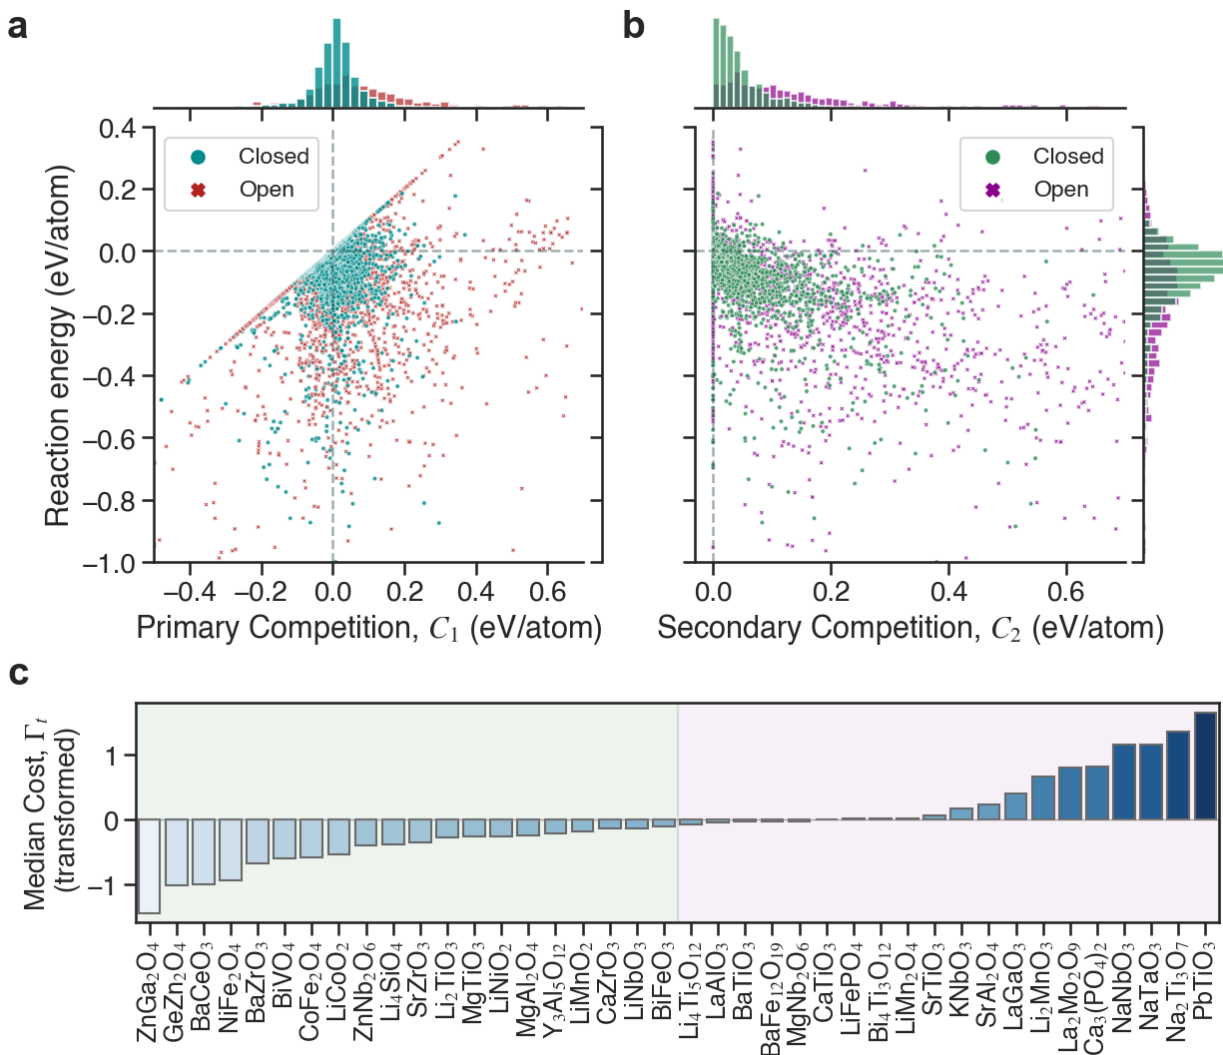 a
b
0.4
0.2
0.0
−0.2
−0.4
−0.6
−0.8
−1.0
Reaction energy (eV/atom)
Closed
Open
Closed
Open
−0.4 −0.2 0.0 0.2 0.4 0.6
0.0 0.2 0.4 0.6
Primary Competition, C₁ (eV/atom)
Secondary Competition, C₂ (eV/atom)
c
Median Cost, Γₜ
(transformed)
1
0
−1
ZnGa₂O₄
GeZn₂O₄
BaCeO₃
NiFe₂O₄
BaZrO₃
BiVO₄
CoFe₂O₄
LiCoO₂
ZnNb₂O₆
Li₄SiO₄
SrZrO₃
Li₂TiO₃
MgTiO₃
LiNiO₂
MgAl₂O₄
Y₃Al₅O₁₂
LiMnO₂
CaZrO₃
LiNbO₃
BiFeO₃
Li₄Ti₅O₁₂
LaAlO₃
BaTiO₃
BaFe₁₂O₁₉
MgNb₂O₆
CaTiO₃
LiFePO₄
Bi₄Ti₃O₁₂
LiMn₂O₄
SrTiO₃
KNbO₃
SrAl₂O₄
LaGaO₃
Li₂MnO₃
La₂Mo₂O₉
Ca₃(PO₄)₂
NaNbO₃
NaTaO₃
Na₂Ti₃O₇
PbTiO₃